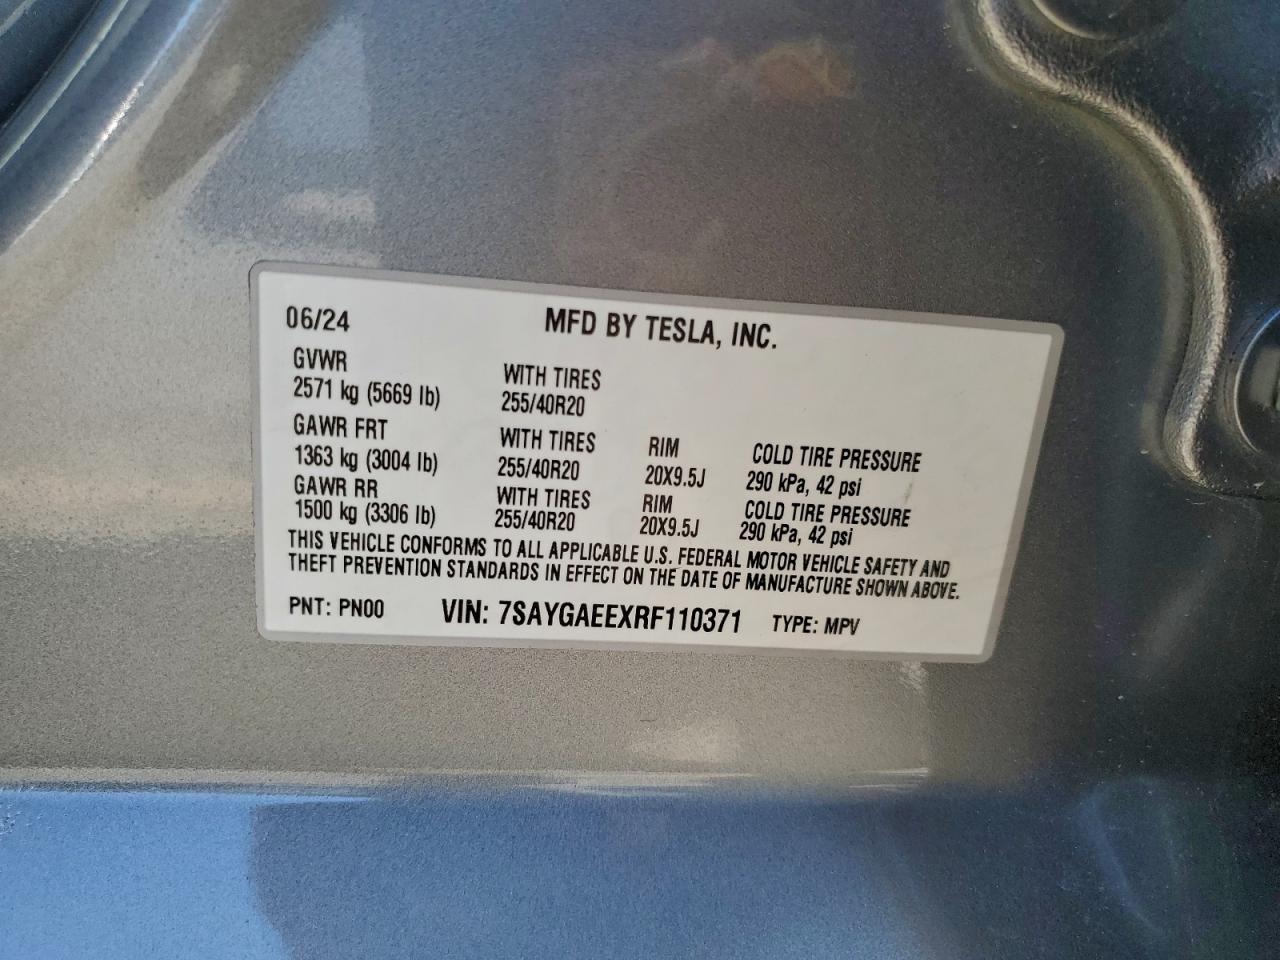 06/24 MFD BY TESLA, INC.
GVWR
2571 kg (5669 lb)
WITH TIRES
255/40R20
GAWR FRT
1363 kg (3004 lb)
WITH TIRES
255/40R20
RIM
20X9.5J
COLD TIRE PRESSURE
290 kPa, 42 psi
GAWR RR
1500 kg (3306 lb)
WITH TIRES
255/40R20
RIM
20X9.5J
COLD TIRE PRESSURE
290 kPa, 42 psi
THIS VEHICLE CONFORMS TO ALL APPLICABLE U.S. FEDERAL MOTOR VEHICLE SAFETY AND
THEFT PREVENTION STANDARDS IN EFFECT ON THE DATE OF MANUFACTURE SHOWN ABOVE.
PNT: PN00 VIN: 7SAYGAEEXRF110371 TYPE: MPV